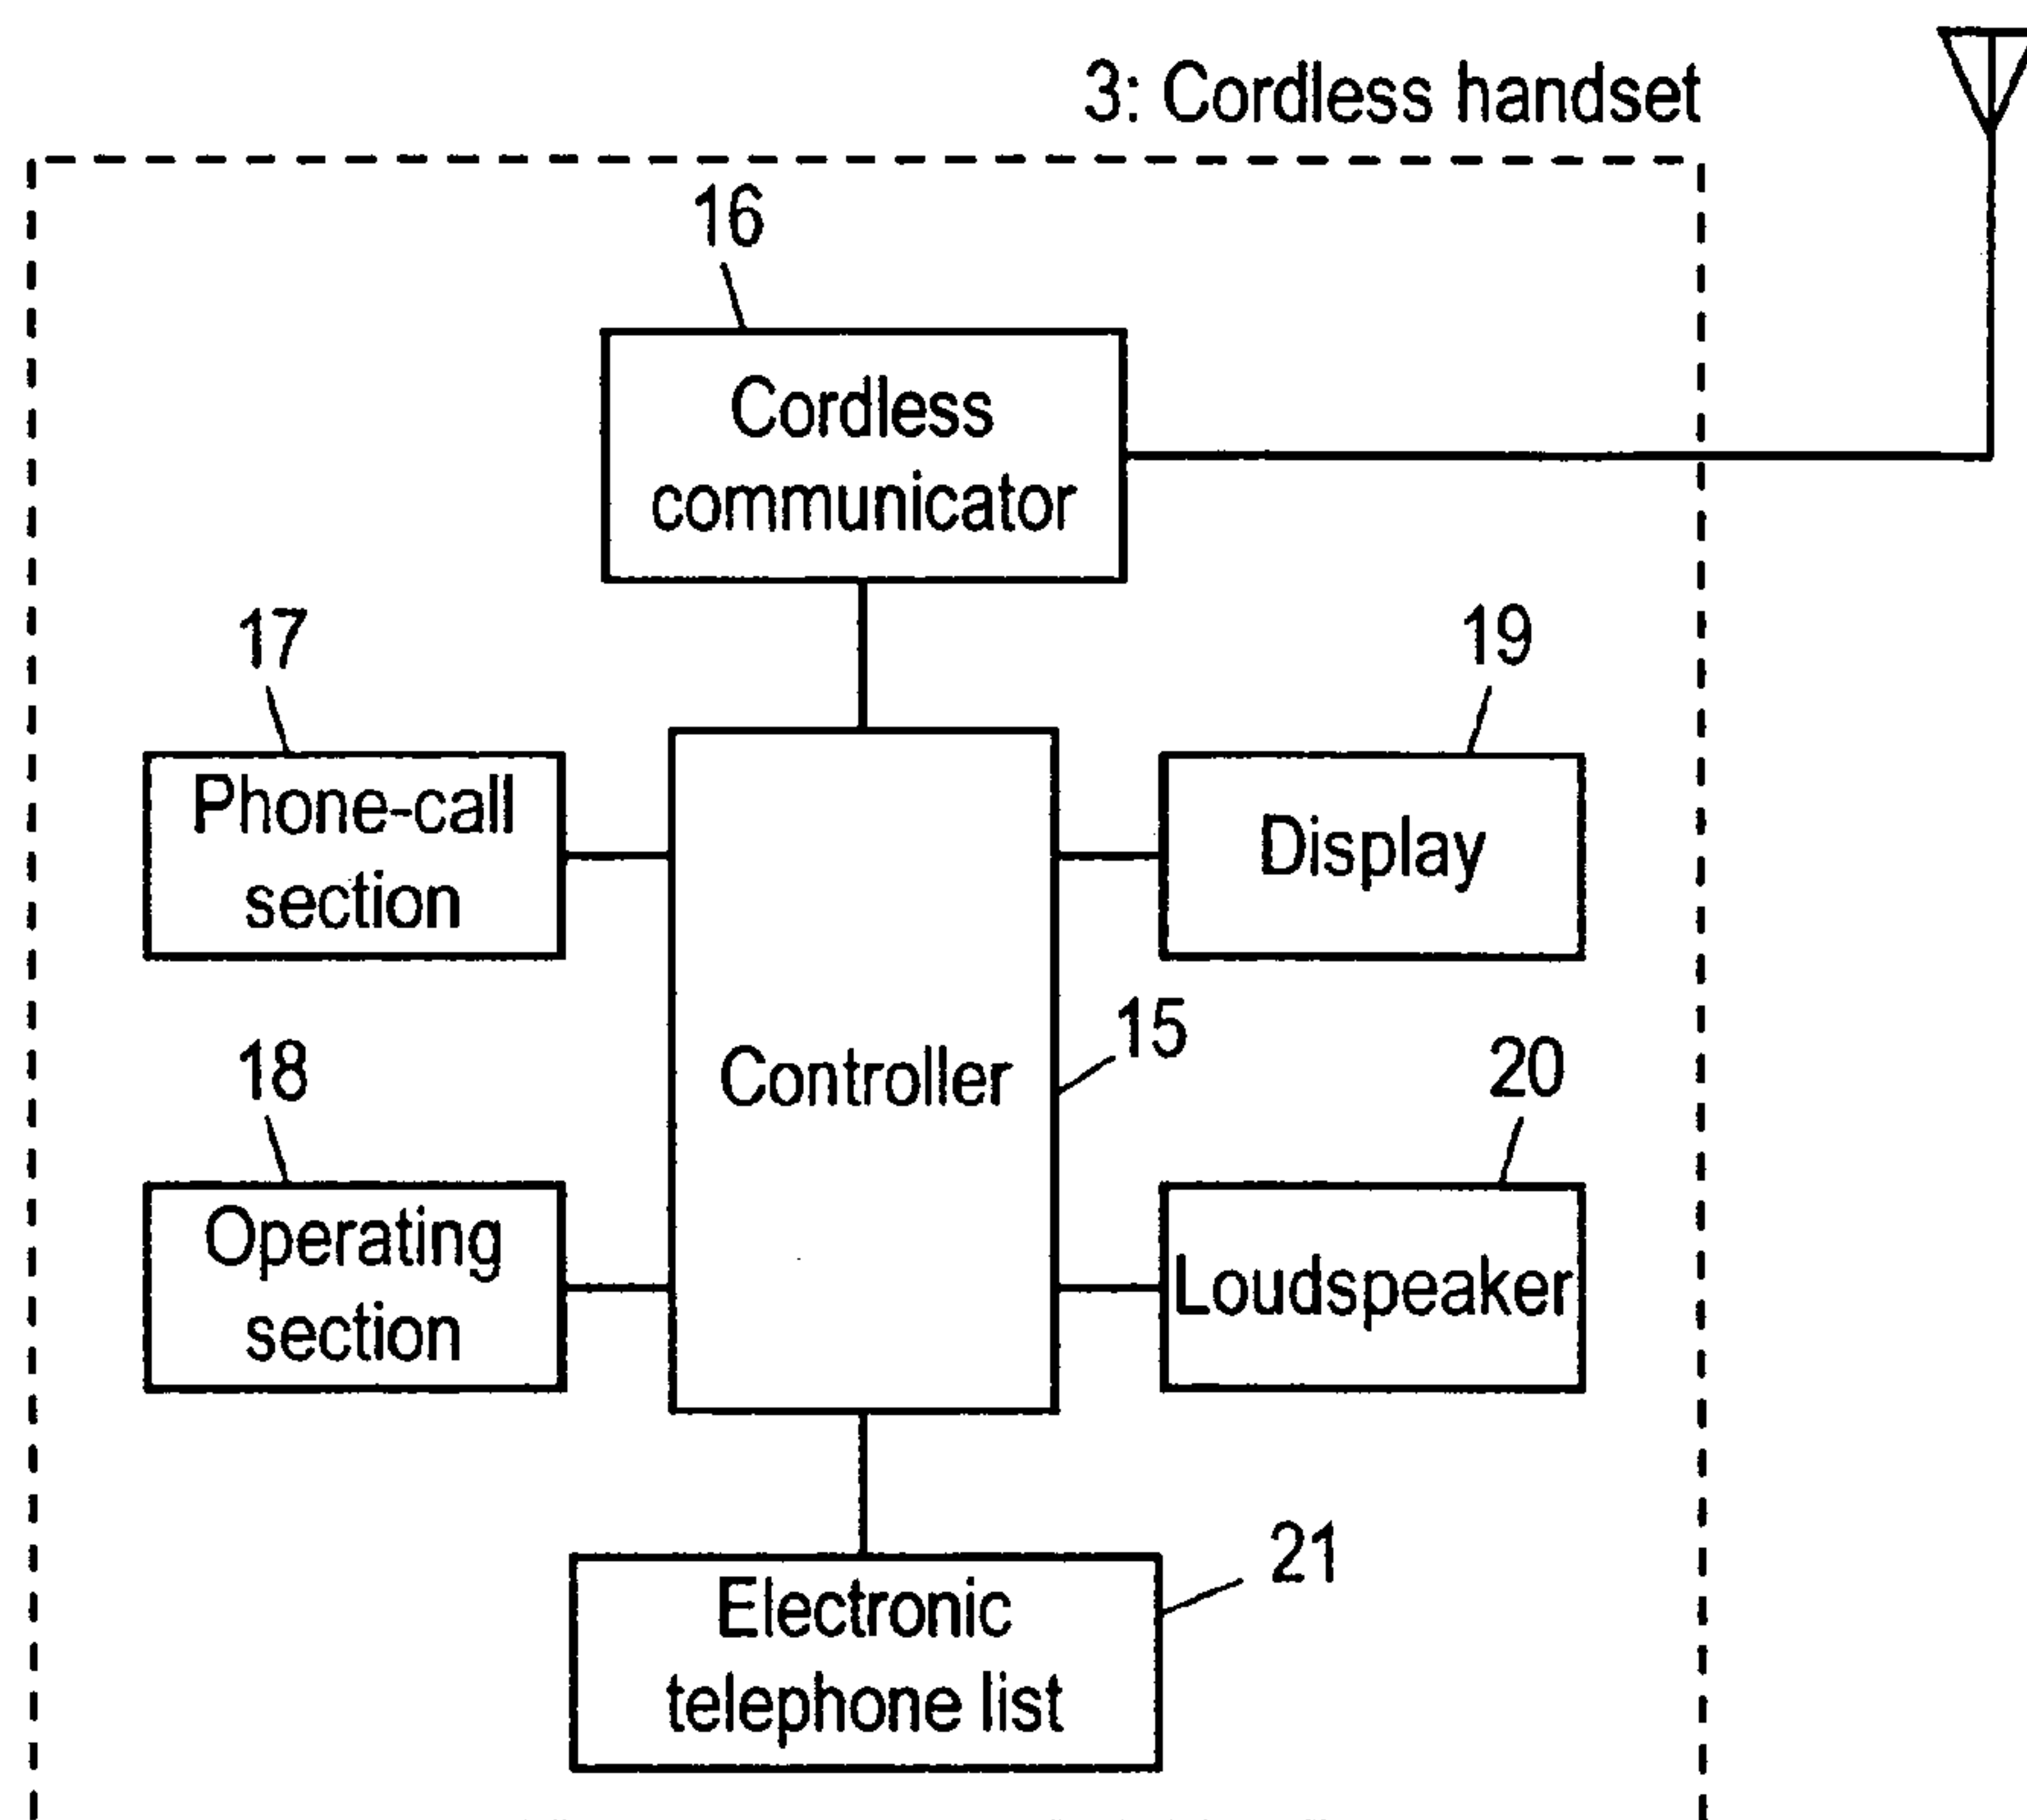 3: Cordless handset
16
Cordless
communicator
17
19
Phone-call
section
Display
15
Controller
18
20
Operating
section
Loudspeaker
21
Electronic
telephone list